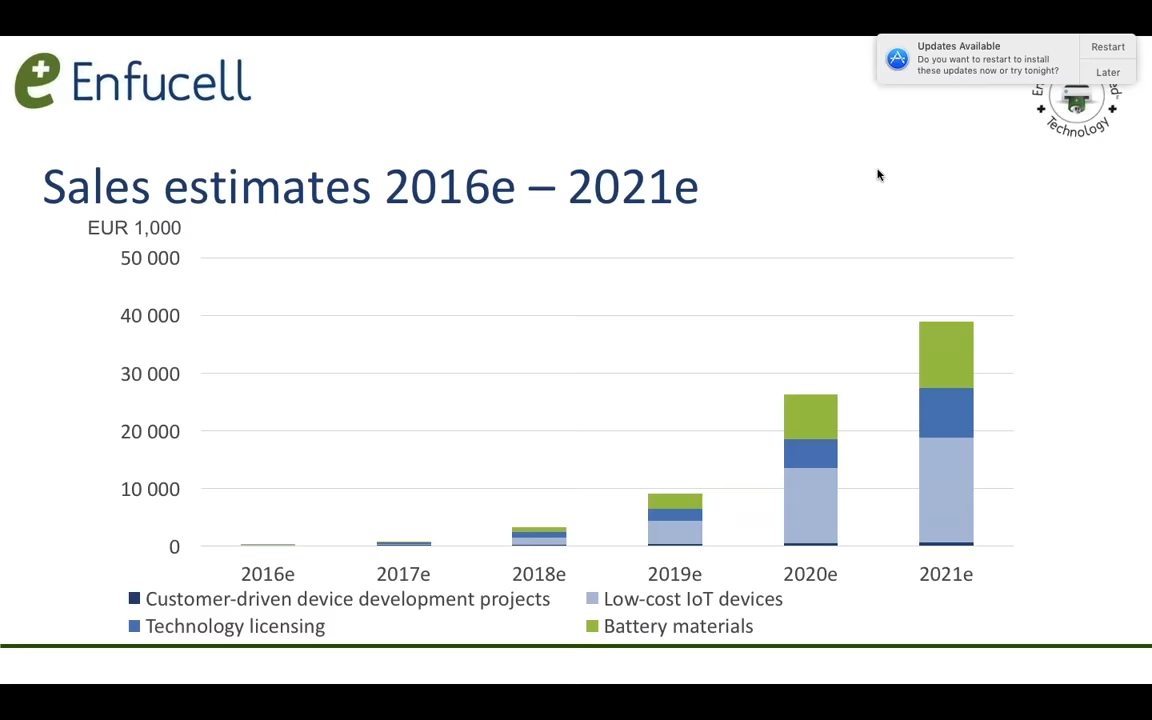 Enfucell
Updates Available
Do you want to restart to install
these updates now or try tonight?
Restart
Later
Technology
Sales estimates 2016e – 2021e
EUR 1,000
50 000
40 000
30 000
20 000
10 000
0
2016e 2017e 2018e 2019e 2020e 2021e
Customer-driven device development projects
Low-cost IoT devices
Technology licensing
Battery materials